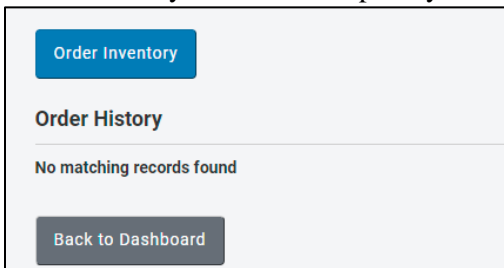 Order Inventory
Order History
No matching records found
Back to Dashboard